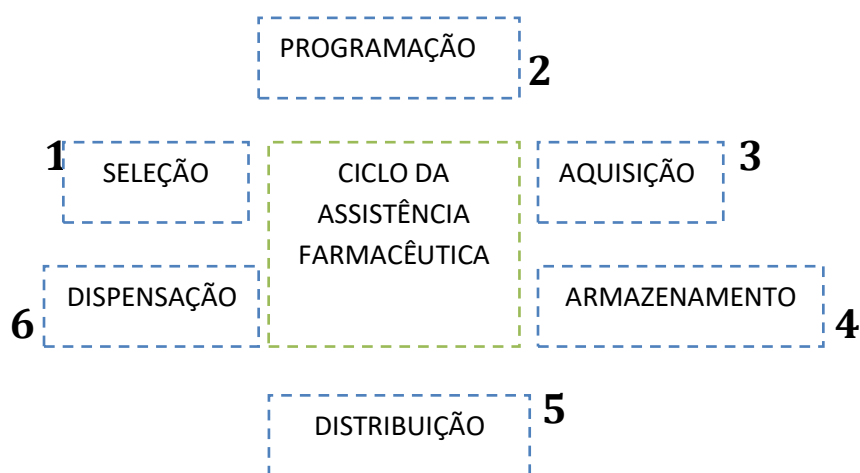 PROGRAMAÇÃO
2
1
SELEÇÃO
CICLO DA
ASSISTÊNCIA
FARMACÊUTICA
AQUISIÇÃO
3
DISPENSAÇÃO
6
ARMAZENAMENTO
4
DISTRIBUIÇÃO
5